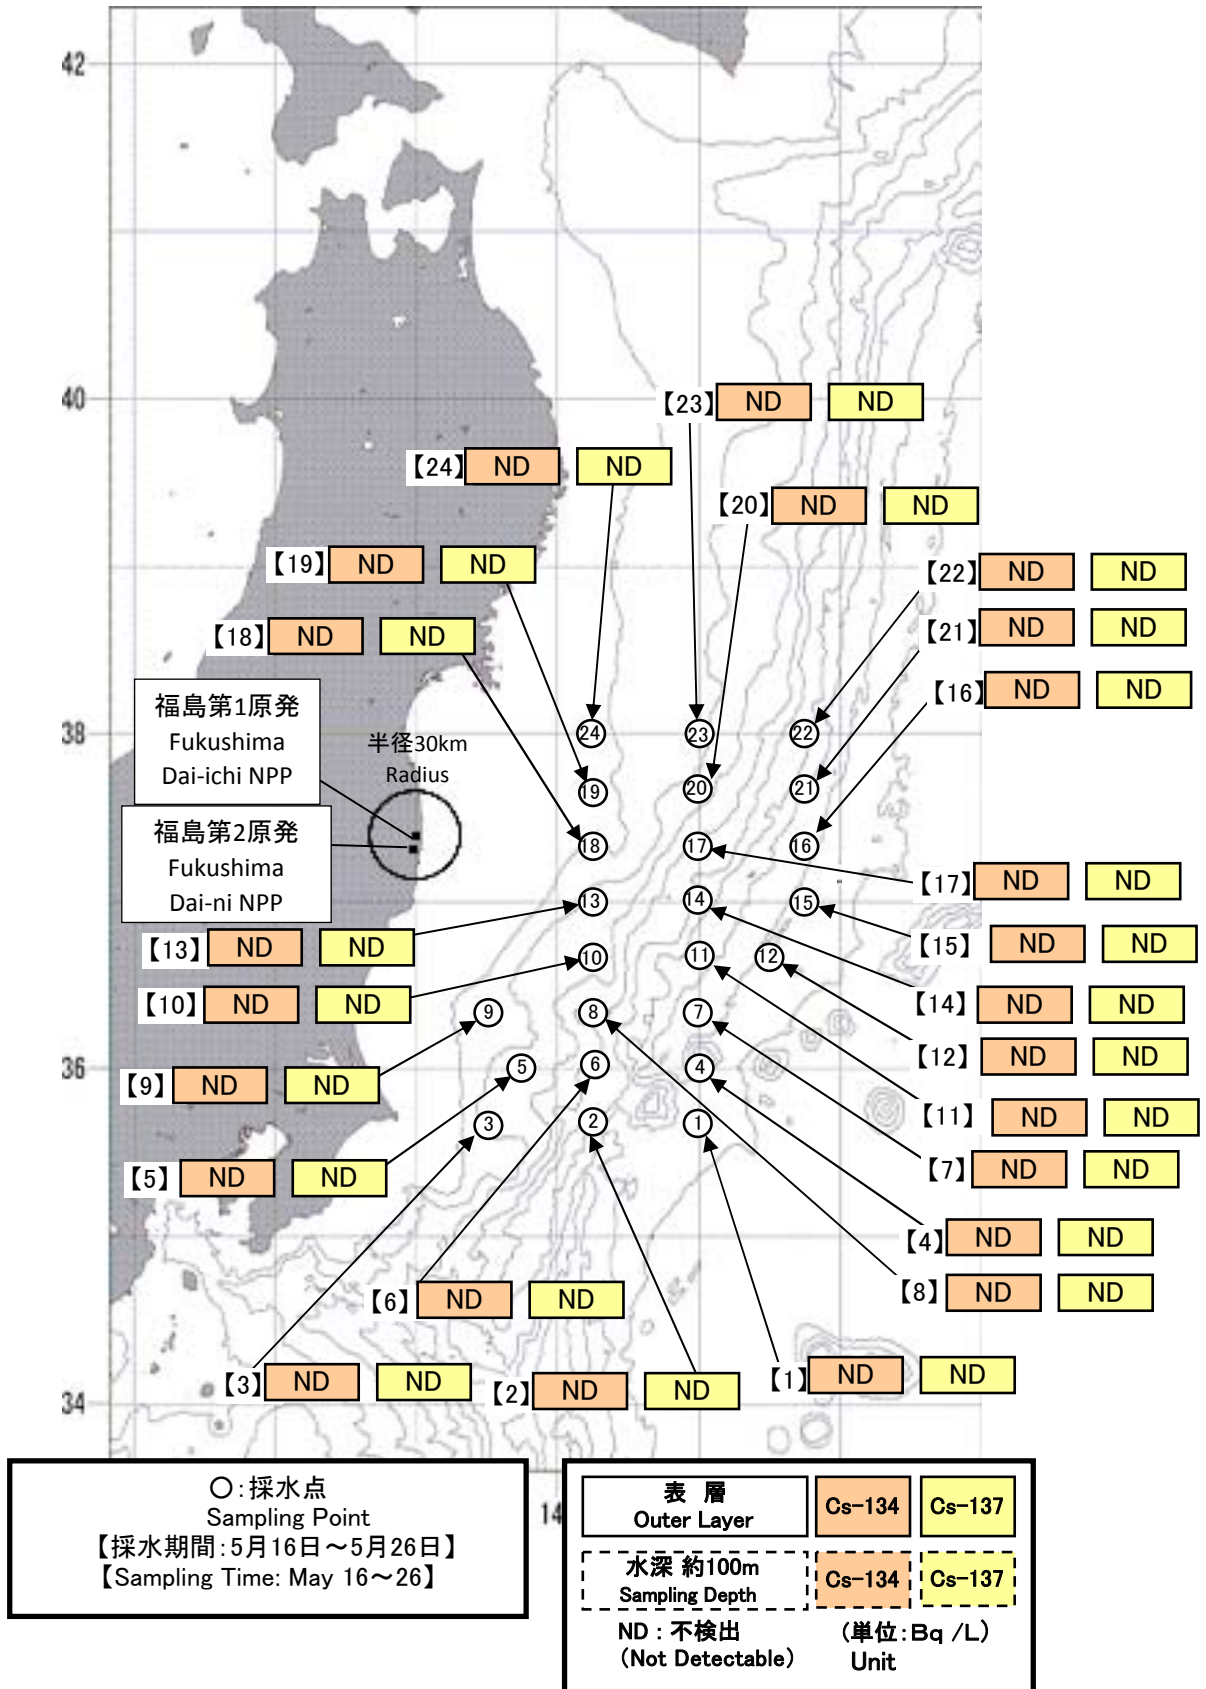 42
40
【23】 ND ND
【24】 ND ND
【20】 ND ND
【19】 ND ND
【22】 ND ND
【18】 ND ND
【21】 ND ND
【16】 ND ND
福島第1原発
Fukushima
Dai-ichi NPP
半径30km
Radius
38
24 23 22
19 20 21
福島第2原発
Fukushima
Dai-ni NPP
18 17 16
【17】 ND ND
13 14 15
【13】 ND ND
【15】 ND ND
10 11 12
【10】 ND ND
【14】 ND ND
9 8 7
【12】 ND ND
36
5 6 4
【9】 ND ND
【11】 ND ND
3 2 1
【5】 ND ND
【7】 ND ND
【4】 ND ND
【8】 ND ND
【6】 ND ND
【3】 ND ND
【2】 ND ND
【1】 ND ND
34
14
○:採水点
Sampling Point
【採水期間:5月16日～5月26日】
【Sampling Time: May 16～26】
表 層
Outer Layer
Cs-134 Cs-137
水深 約100m
Sampling Depth
Cs-134 Cs-137
ND : 不検出
(Not Detectable)
(単位:Bq /L)
Unit